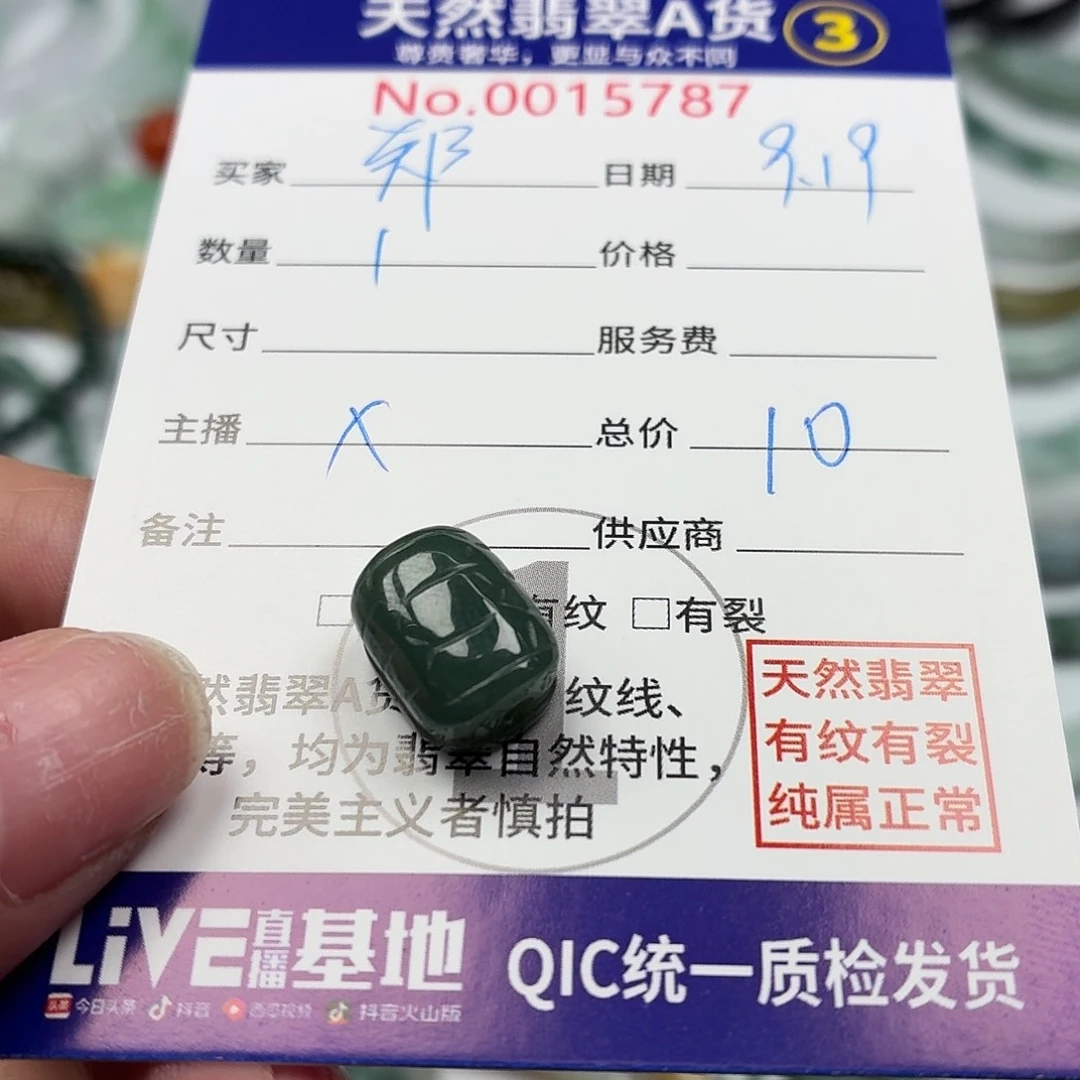 天然翡翠A货 3
尊贵奢华，更显与众不同
No.0015787
买家 郑 日期 9.19
数量 1 价格
尺寸 服务费
主播 X 总价 10
备注 供应商
□ 有纹 □有裂
然翡翠A货 纹线、
等，均为翡翠自然特性，
完美主义者慎拍
天然翡翠
有纹有裂
纯属正常
LiVE直播基地 QIC统一质检发货
头条 今日头条 抖音 西瓜视频 抖音火山版